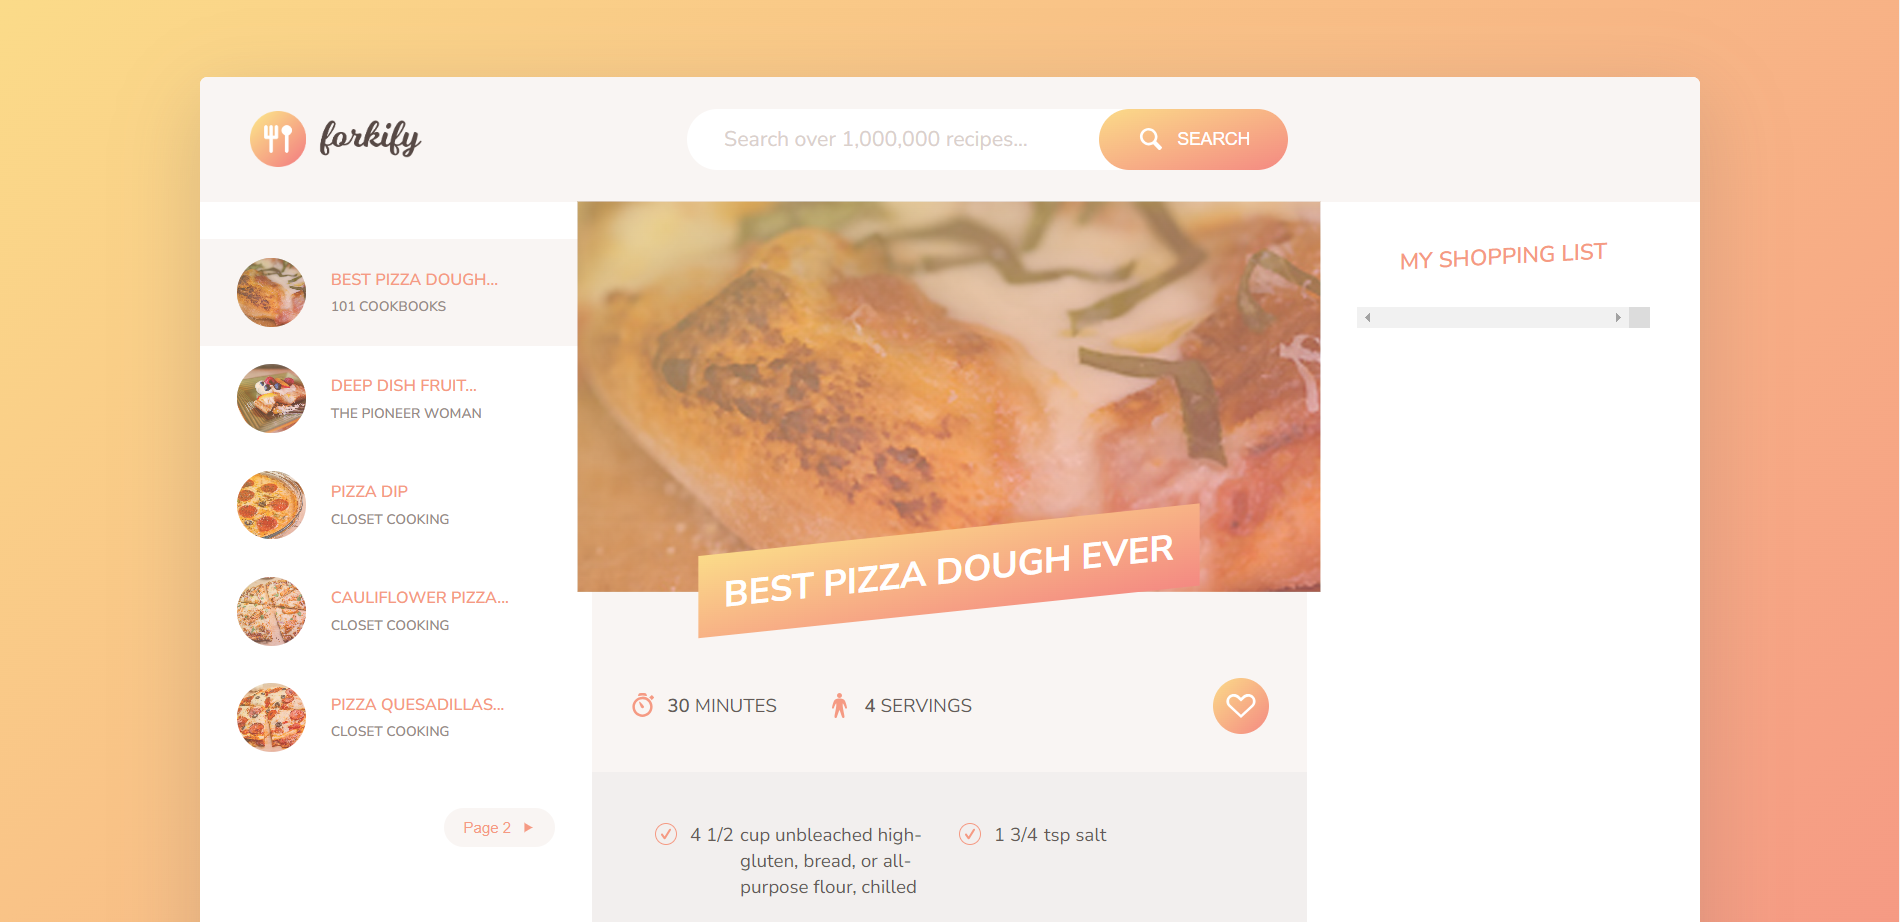 forkify
Search over 1,000,000 recipes...
SEARCH
BEST PIZZA DOUGH...
101 COOKBOOKS
DEEP DISH FRUIT...
THE PIONEER WOMAN
PIZZA DIP
CLOSET COOKING
CAULIFLOWER PIZZA...
CLOSET COOKING
PIZZA QUESADILLAS...
CLOSET COOKING
Page 2
BEST PIZZA DOUGH EVER
30 MINUTES
4 SERVINGS
4 1/2 cup unbleached high-
gluten, bread, or all-
purpose flour, chilled
1 3/4 tsp salt
MY SHOPPING LIST